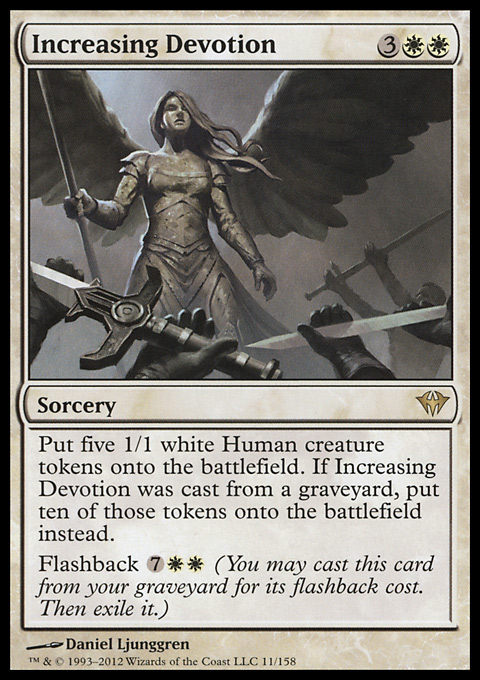 Increasing Devotion 3
Sorcery
Put five 1/1 white Human creature
tokens onto the battlefield. If Increasing
Devotion was cast from a graveyard, put
ten of those tokens onto the battlefield
instead.
Flashback 7 (You may cast this card
from your graveyard for its flashback cost.
Then exile it.)
Daniel Ljunggren
™ & © 1993–2012 Wizards of the Coast LLC 11/158